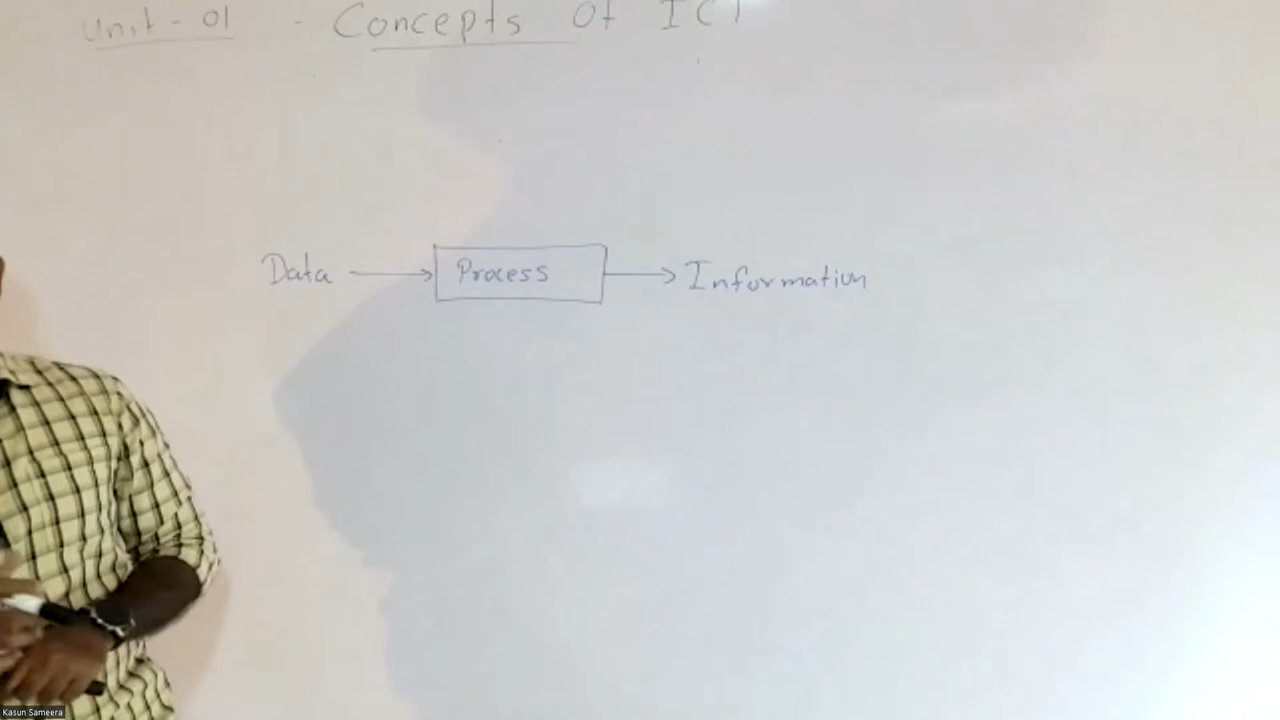 Unit - 01 - Concepts Of ICT
Data → Process → Information
Kasun Sameera